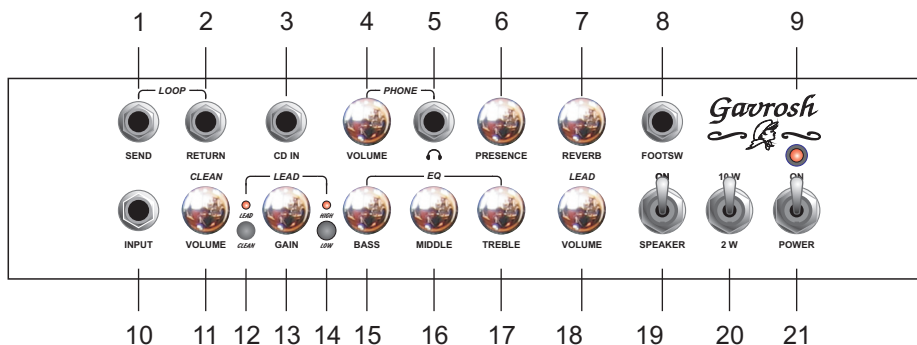 1 2 3 4 5 6 7 8 9
LOOP PHONE Gavrosh
SEND RETURN CD IN VOLUME PRESENCE REVERB FOOTSW
CLEAN LEAD EQ LEAD ON 10 W ON
LEAD HIGH
INPUT VOLUME CLEAN GAIN LOW BASS MIDDLE TREBLE VOLUME SPEAKER 2 W POWER
10 11 12 13 14 15 16 17 18 19 20 21